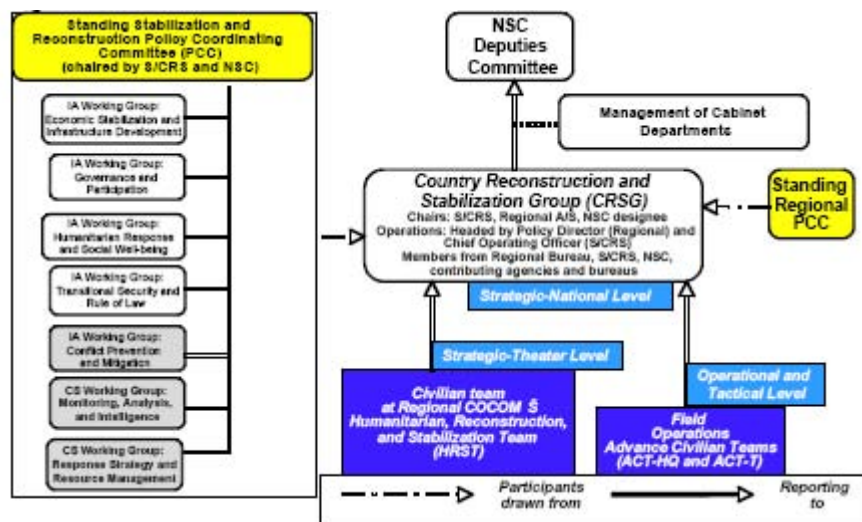 Standing Stabilization and
Reconstruction Policy Coordinating
Committee (PCC)
(chaired by S/CRS and NSC)
IA Working Group:
Economic Stabilization and
Infrastructure Development
IA Working Group:
Governance and
Participation
IA Working Group:
Humanitarian Response
and Social Well-being
IA Working Group:
Transitional Security and
Rule of Law
IA Working Group:
Conflict Prevention
and Mitigation
CS Working Group:
Monitoring, Analysis,
and Intelligence
CS Working Group:
Response Strategy and
Resource Management
NSC
Deputies
Committee
Management of Cabinet
Departments
Country Reconstruction and
Stabilization Group (CRSG)
Chairs: S/CRS, Regional A/S, NSC designee
Operations: Headed by Policy Director (Regional) and
Chief Operating Officer (S/CRS)
Members from Regional Bureau, S/CRS, NSC,
contributing agencies and bureaus
Standing
Regional
PCC
Strategic-National Level
Strategic-Theater Level
Operational and
Tactical Level
Civilian team
at Regional COCOM Š
Humanitarian, Reconstruction,
and Stabilization Team
(HRST)
Field
Operations
Advance Civilian Teams
(ACT-HQ and ACT-T)
Participants
drawn from
Reporting
to